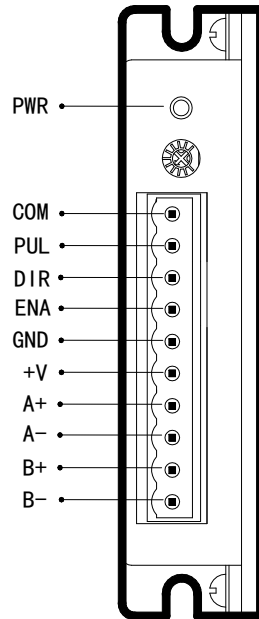 PWR
COM
PUL
DIR
ENA
GND
+V
A+
A-
B+
B-